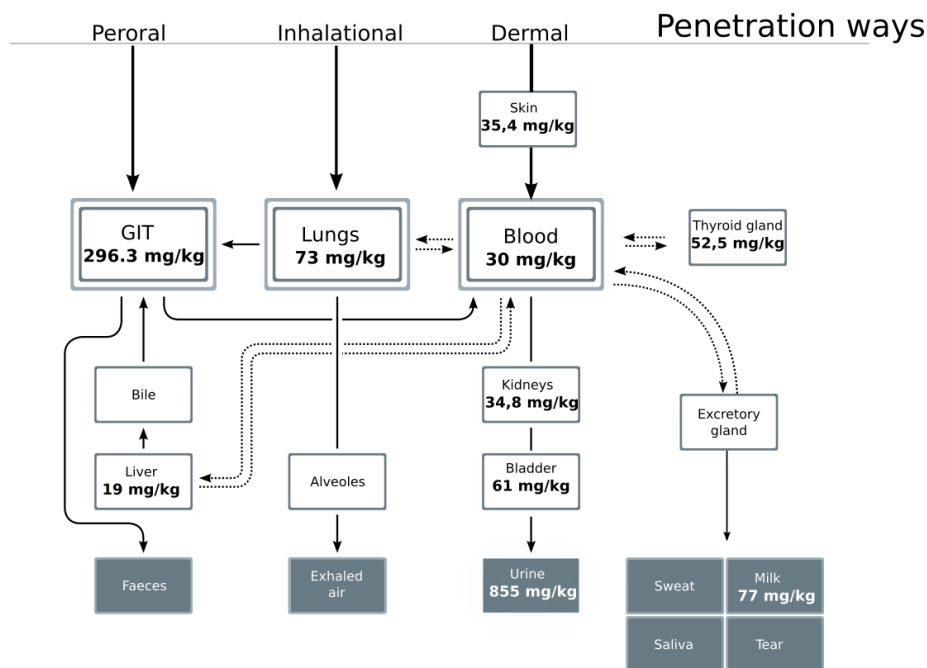 Penetration ways
Peroral
Inhalational
Dermal
Skin
35,4 mg/kg
GIT
296.3 mg/kg
Lungs
73 mg/kg
Blood
30 mg/kg
Thyroid gland
52,5 mg/kg
Bile
Kidneys
34,8 mg/kg
Excretory
gland
Liver
19 mg/kg
Alveoles
Bladder
61 mg/kg
Faeces
Exhaled
air
Urine
855 mg/kg
Sweat
Milk
77 mg/kg
Saliva
Tear